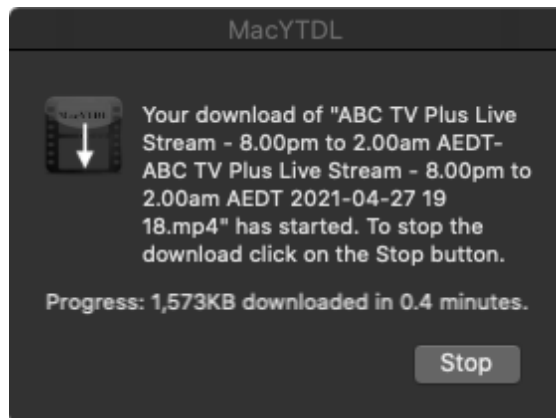 MacYTDL
MacYTDL
Your download of "ABC TV Plus Live
Stream - 8.00pm to 2.00am AEDT-
ABC TV Plus Live Stream - 8.00pm to
2.00am AEDT 2021-04-27 19
18.mp4" has started. To stop the
download click on the Stop button.
Progress: 1,573KB downloaded in 0.4 minutes.
Stop